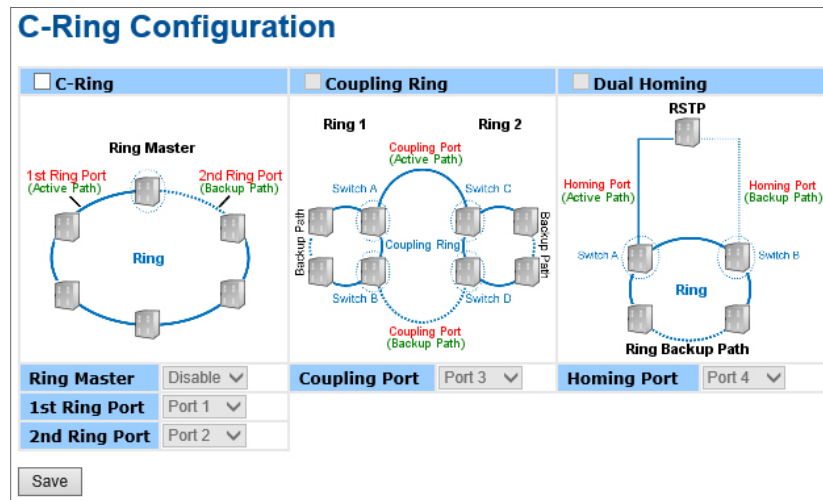 C-Ring Configuration
C-Ring
Ring Master
1st Ring Port
(Active Path)
2nd Ring Port
(Backup Path)
Ring
Ring Master Disable
1st Ring Port Port 1
2nd Ring Port Port 2
Coupling Ring
Ring 1
Ring 2
Coupling Port
(Active Path)
Switch A
Switch C
Backup Path
Coupling Ring
Backup Path
Switch B
Switch D
Coupling Port
(Backup Path)
Coupling Port Port 3
Dual Homing
RSTP
Homing Port
(Active Path)
Homing Port
(Backup Path)
Switch A
Switch B
Ring
Ring Backup Path
Homing Port Port 4
Save